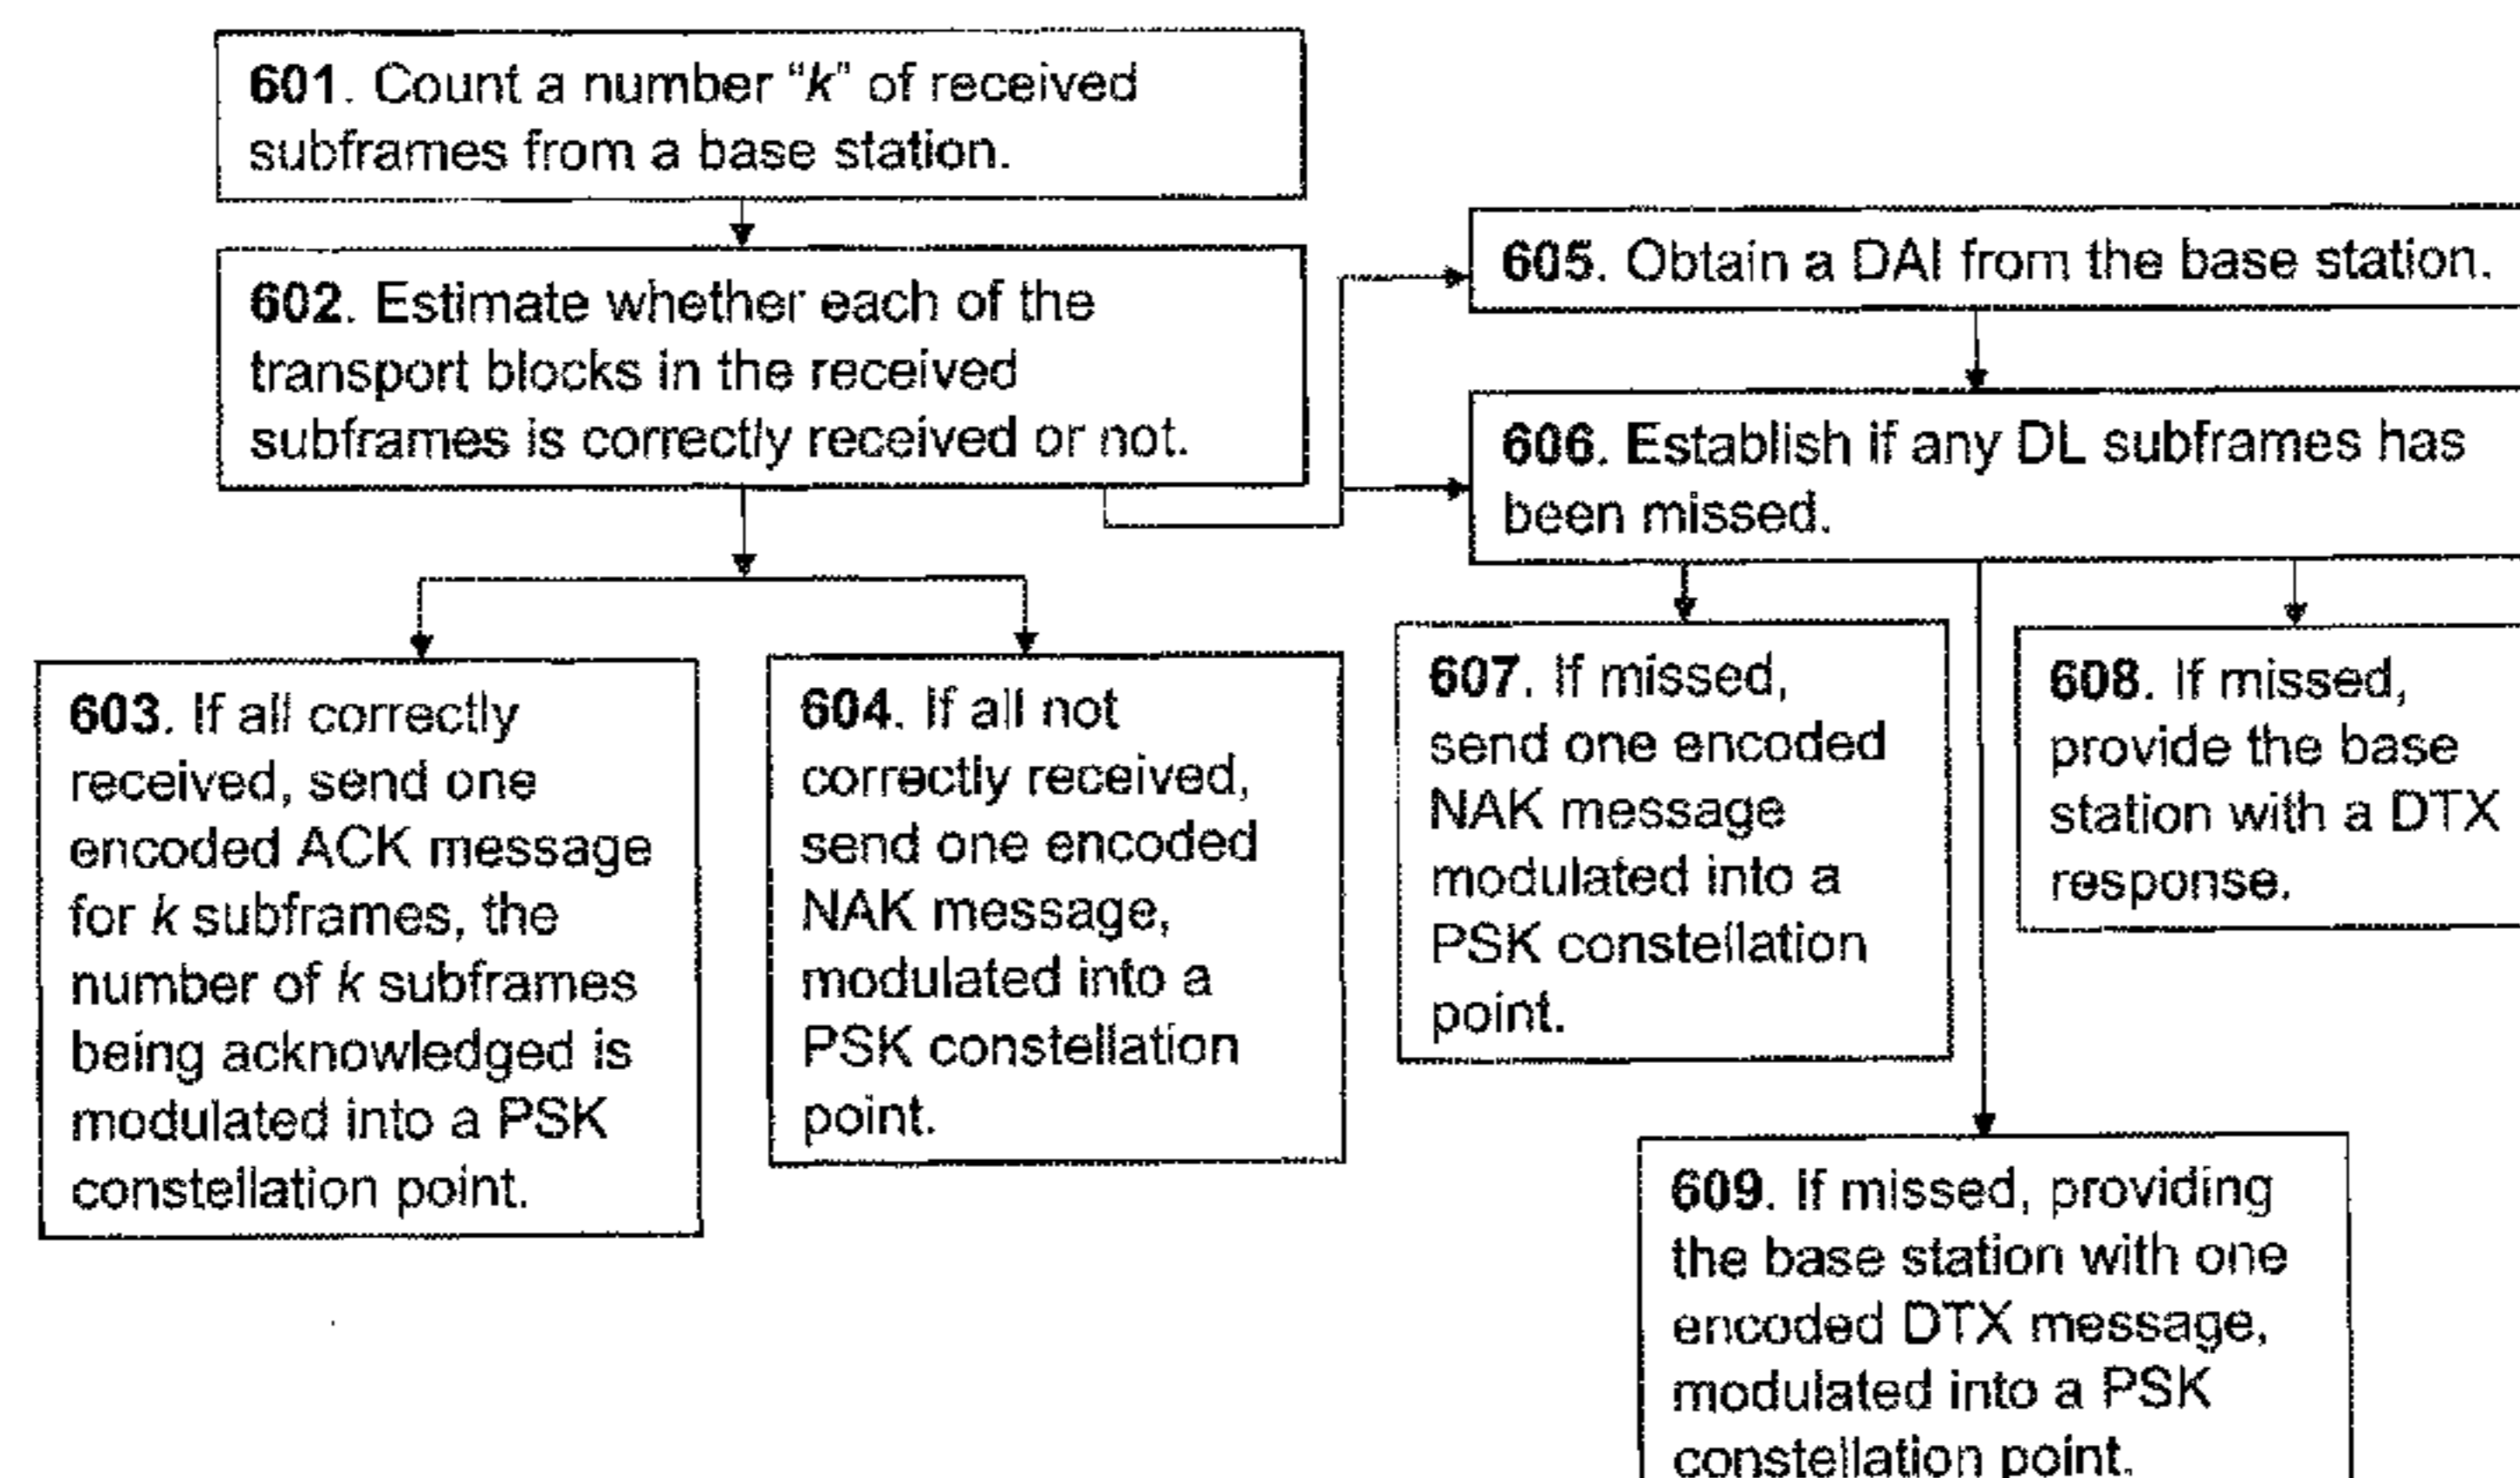 601. Count a number “k” of received
subframes from a base station.
602. Estimate whether each of the
transport blocks in the received
subframes is correctly received or not.
603. If all correctly
received, send one
encoded ACK message
for k subframes, the
number of k subframes
being acknowledged is
modulated into a PSK
constellation point.
604. If all not
correctly received,
send one encoded
NAK message,
modulated into a
PSK constellation
point.
605. Obtain a DAI from the base station.
606. Establish if any DL subframes has
been missed.
607. If missed,
send one encoded
NAK message
modulated into a
PSK constellation
point.
608. If missed,
provide the base
station with a DTX
response.
609. If missed, providing
the base station with one
encoded DTX message,
modulated into a PSK
constellation point.